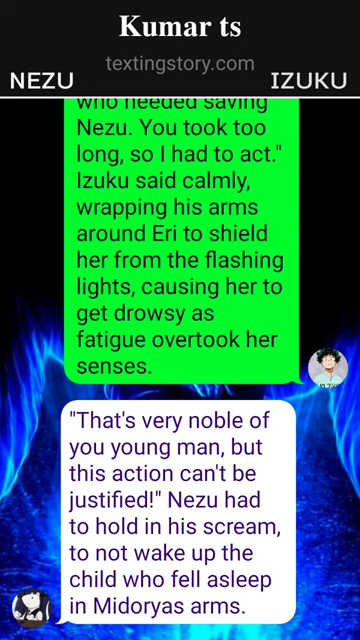 Kumar ts
textingstory.com
NEZU
IZUKU
who needed saving
Nezu. You took too
long, so I had to act."
Izuku said calmly,
wrapping his arms
around Eri to shield
her from the flashing
lights, causing her to
get drowsy as
fatigue overtook her
senses.
"That's very noble of
you young man, but
this action can't be
justified!" Nezu had
to hold in his scream,
to not wake up the
child who fell asleep
in Midoryas arms.